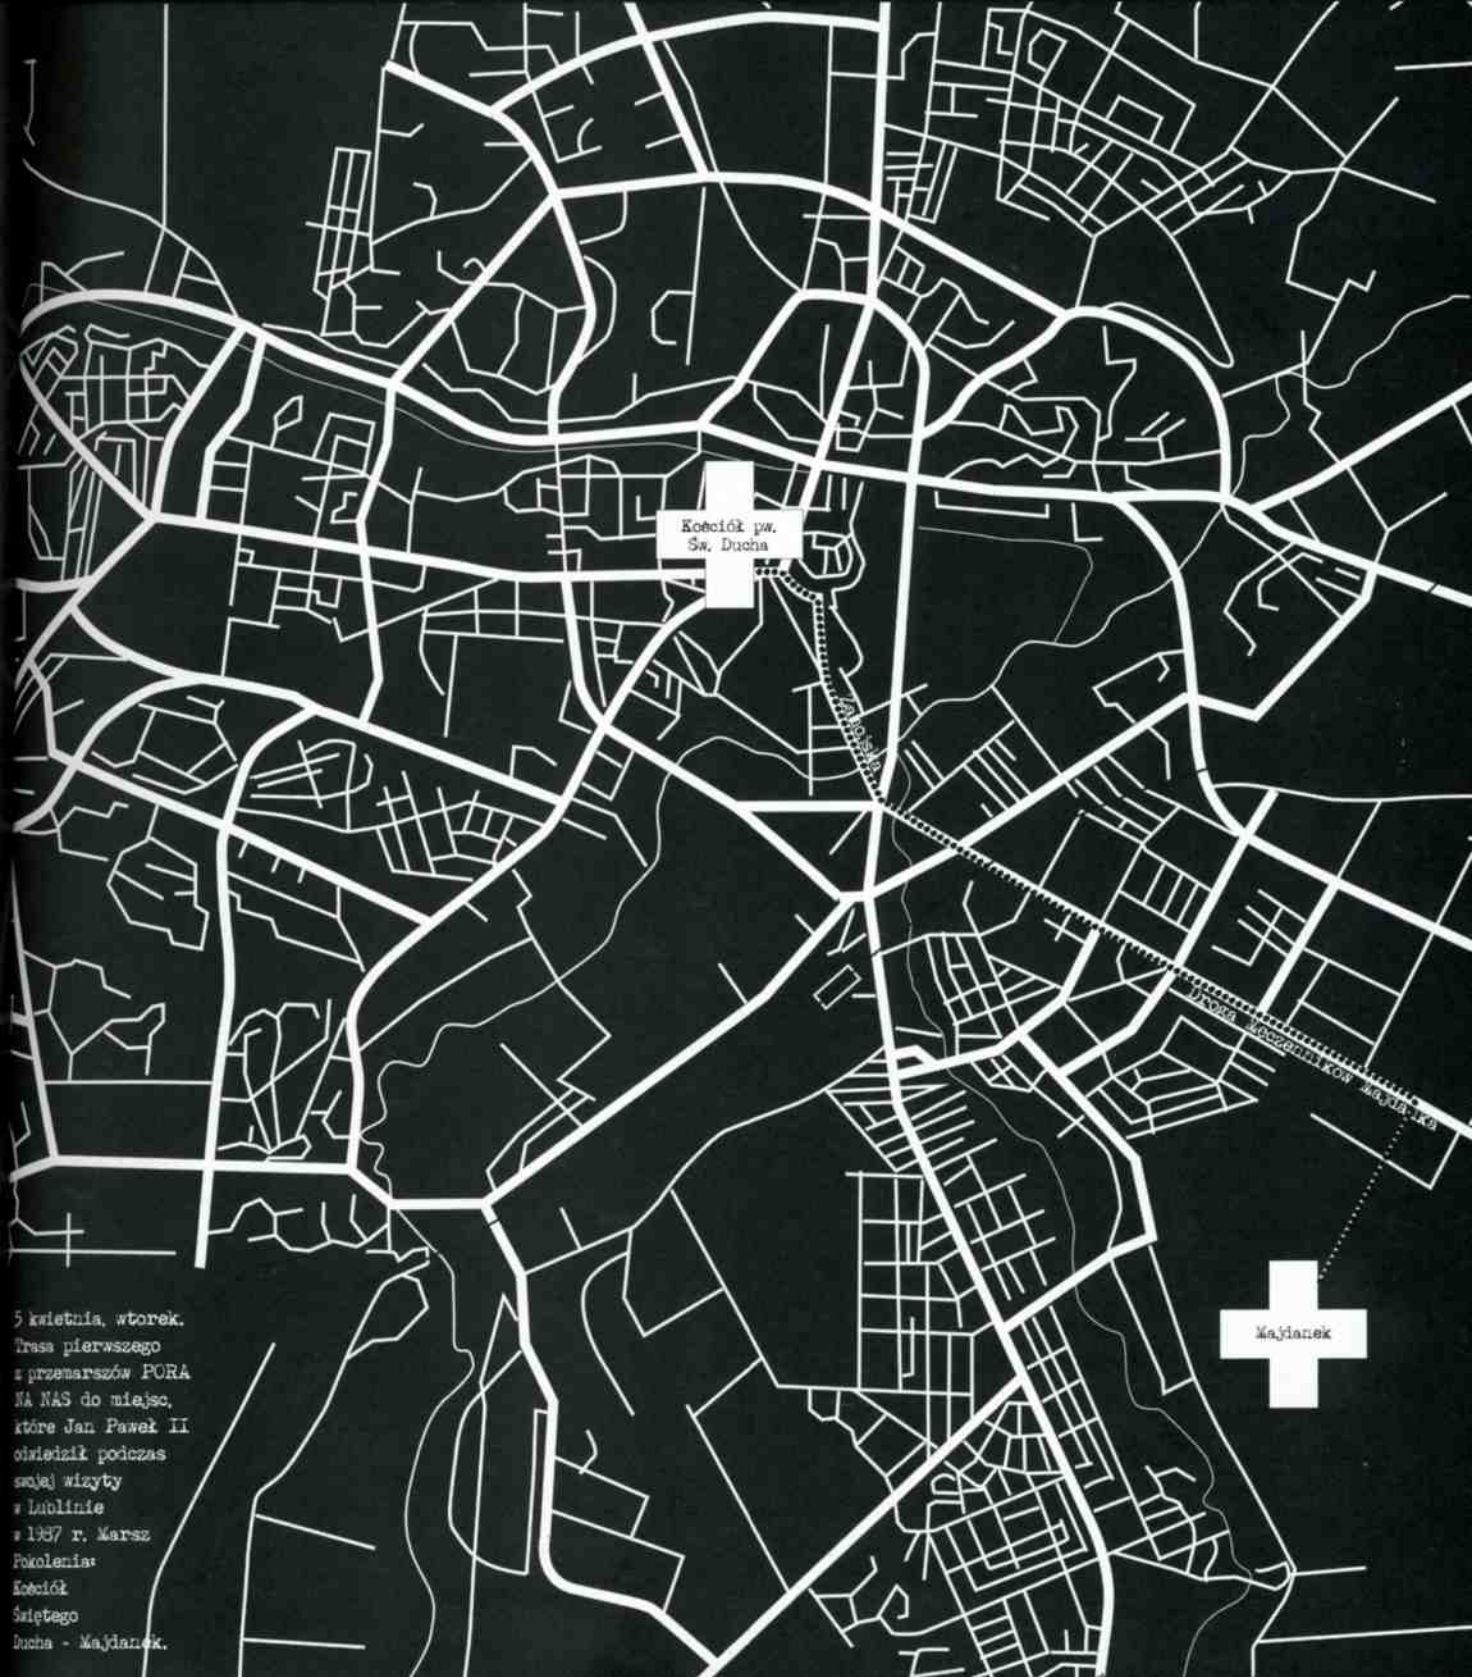 Kościół pw.
Św. Ducha
Zamojska
Droga Męczenników Majdanka
Majdanek
5 kwietnia, wtorek.
Trasa pierwszego
z przemarszów PORA
NA NAS do miejsc,
które Jan Paweł II
odwiedził podczas
swojej wizyty
w Lublinie
w 1987 r. Marsz
Pokolenia:
Kościół
Świętego
Ducha - Majdanek.